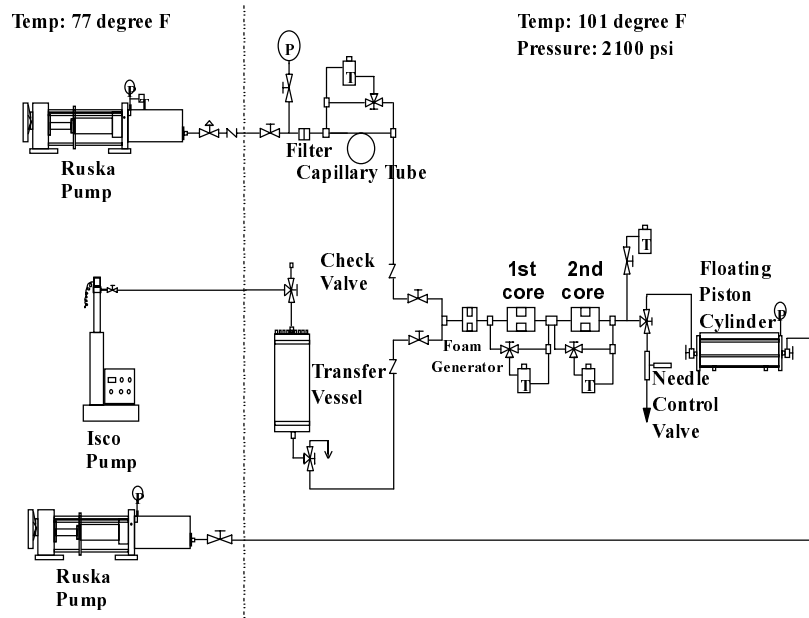 Temp: 77 degree F
Temp: 101 degree F
Pressure: 2100 psi
P
T
P
Ruska
Pump
Filter
Capillary Tube
Check
Valve
T
1st
core
2nd
core
Floating
Piston
Cylinder
P
Foam
Generator
T
T
Transfer
Vessel
Needle
Control
Valve
Isco
Pump
P
Ruska
Pump